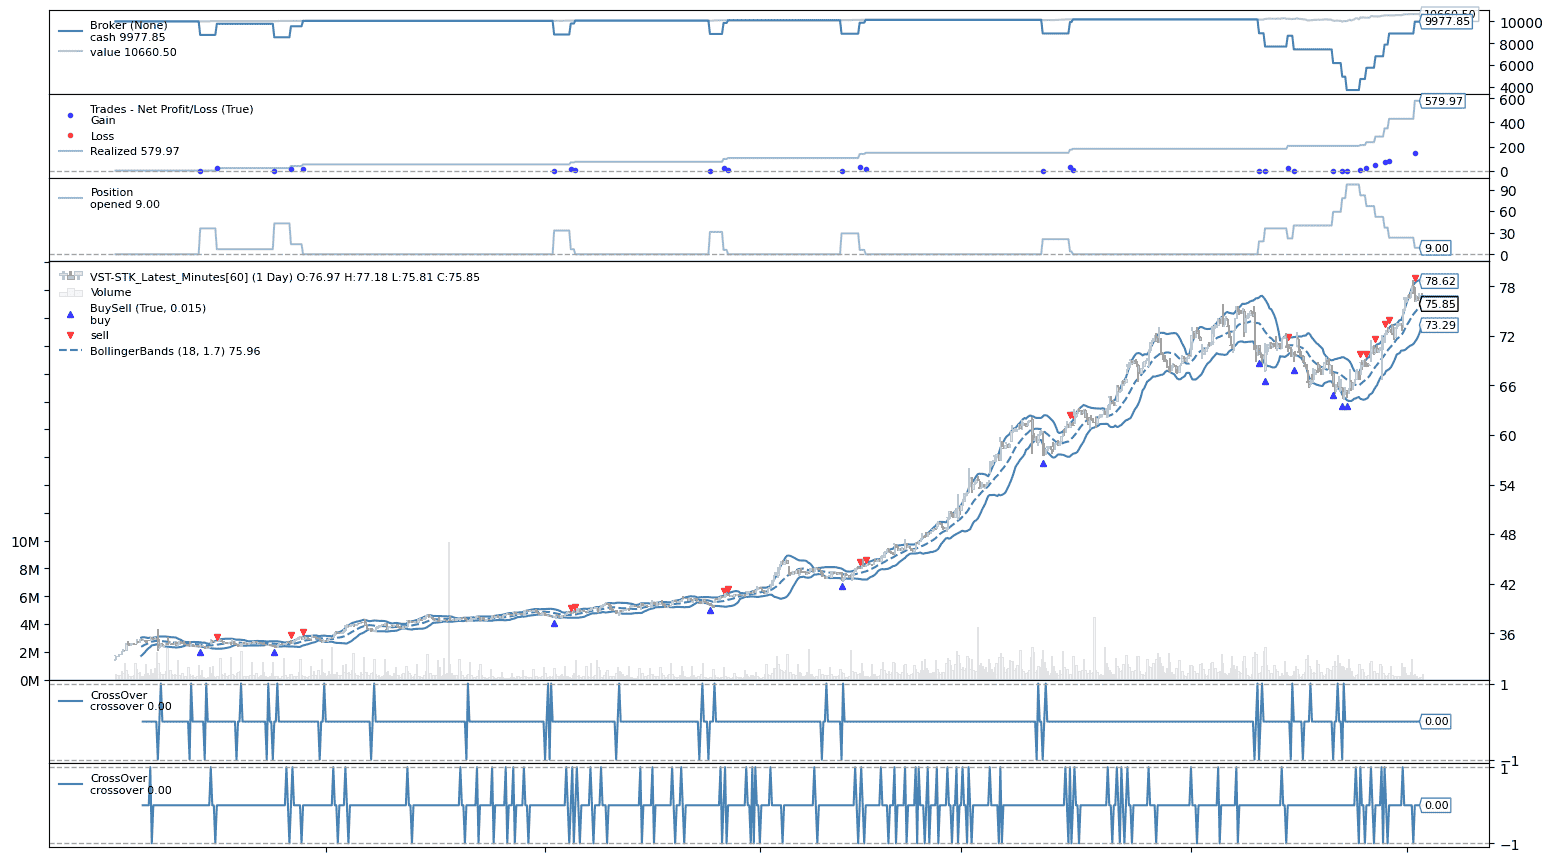 Broker (None)
cash 9977.85
value 10660.50
10660.50
9977.85
10000
8000
6000
4000
Trades - Net Profit/Loss (True)
Gain
Loss
Realized 579.97
579.97
600
400
200
0
Position
opened 9.00
9.00
90
60
30
0
VST-STK_Latest_Minutes[60] (1 Day) O:76.97 H:77.18 L:75.81 C:75.85
Volume
BuySell (True, 0.015)
buy
sell
BollingerBands (18, 1.7) 75.96
78.62
75.85
73.29
78
72
66
60
54
48
42
36
10M
8M
6M
4M
2M
0M
CrossOver
crossover 0.00
0.00
1
−1
CrossOver
crossover 0.00
0.00
1
−1